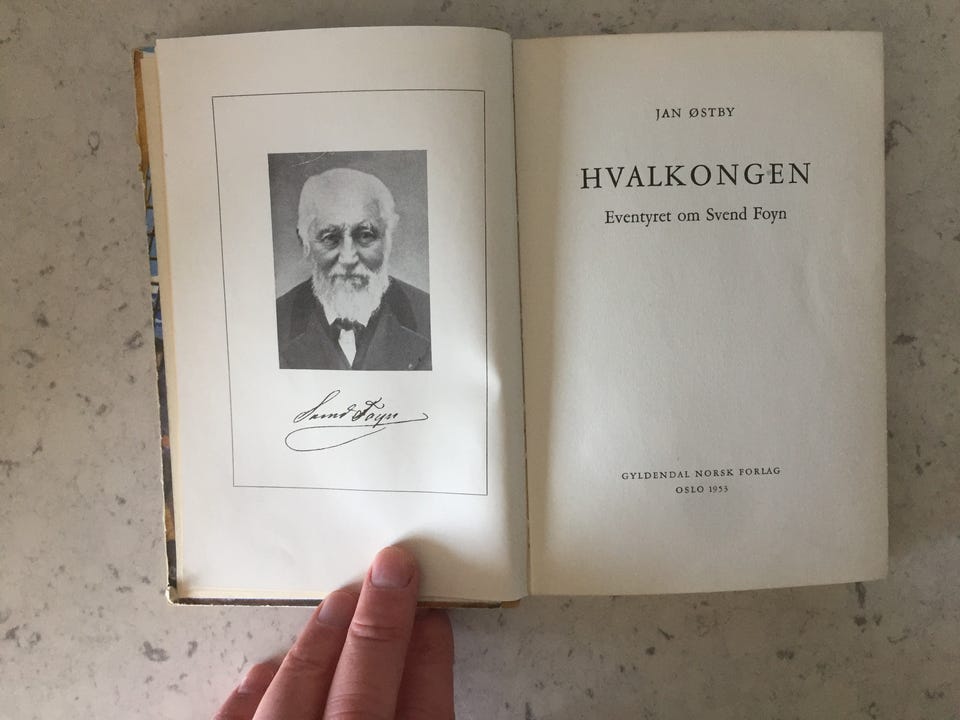 Svend Foyn
JAN ØSTBY
HVALKONGEN
Eventyret om Svend Foyn
GYLDENDAL NORSK FORLAG
OSLO 1953